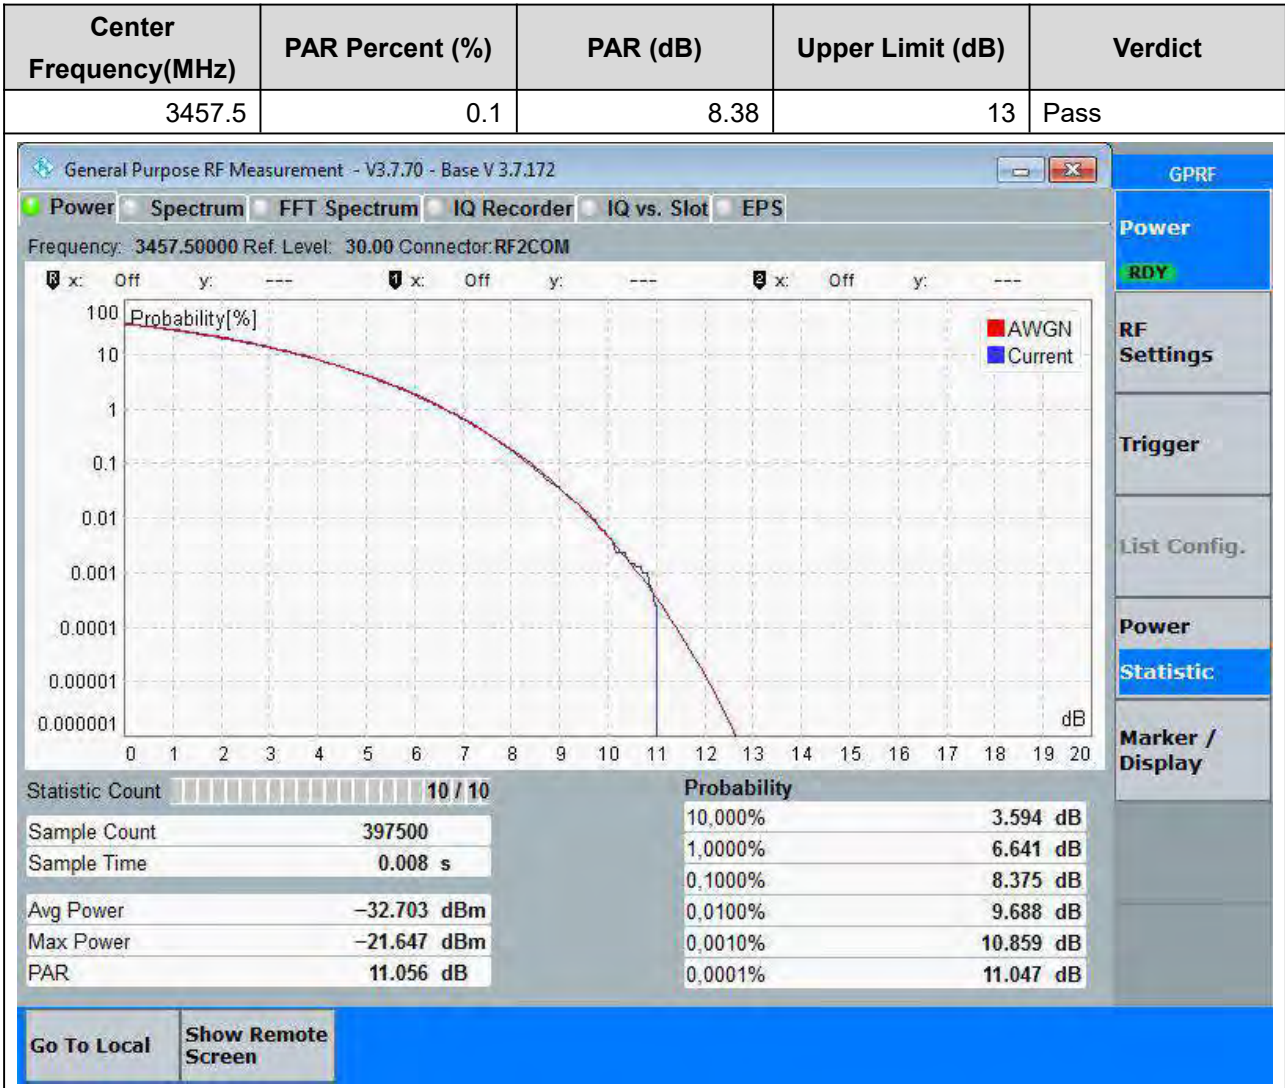 Center Frequency(MHz) PAR Percent (%) PAR (dB) Upper Limit (dB) Verdict
3457.5 0.1 8.38 13 Pass
General Purpose RF Measurement - V3.7.70 - Base V 3.7.172
GPRF
Power Spectrum FFT Spectrum IQ Recorder IQ vs. Slot EPS
Power
RDY
Frequency: 3457.50000 Ref. Level: 30.00 Connector: RF2COM
R x: Off y: --- 1 x: Off y: --- 2 x: Off y: ---
100 Probability[%]
AWGN
Current
10
1
0.1
0.01
0.001
0.0001
0.00001
0.000001
dB
0 1 2 3 4 5 6 7 8 9 10 11 12 13 14 15 16 17 18 19 20
RF Settings
Trigger
List Config.
Power
Statistic
Marker / Display
Statistic Count 10 / 10
Sample Count 397500
Sample Time 0.008 s
Avg Power −32.703 dBm
Max Power −21.647 dBm
PAR 11.056 dB
Probability
10,000% 3.594 dB
1,0000% 6.641 dB
0,1000% 8.375 dB
0,0100% 9.688 dB
0,0010% 10.859 dB
0,0001% 11.047 dB
Go To Local
Show Remote Screen